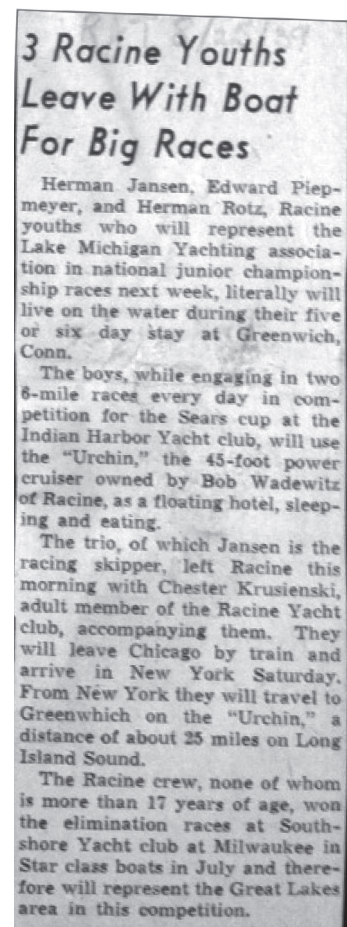 3 Racine Youths
Leave With Boat
For Big Races
Herman Jansen, Edward Piep-
meyer, and Herman Rotz, Racine
youths who will represent the
Lake Michigan Yachting associa-
tion in national junior champion-
ship races next week, literally will
live on the water during their five
or six day stay at Greenwich,
Conn.
The boys, while engaging in two
6-mile races every day in com-
petition for the Sears cup at the
Indian Harbor Yacht club, will use
the "Urchin," the 45-foot power
cruiser owned by Bob Wadewitz
of Racine, as a floating hotel, sleep-
ing and eating.
The trio, of which Jansen is the
racing skipper, left Racine this
morning with Chester Krusienski,
adult member of the Racine Yacht
club, accompanying them. They
will leave Chicago by train and
arrive in New York Saturday.
From New York they will travel to
Greenwhich on the "Urchin," a
distance of about 25 miles on Long
Island Sound.
The Racine crew, none of whom
is more than 17 years of age, won
the elimination races at South-
shore Yacht club at Milwaukee in
Star class boats in July and there-
fore will represent the Great Lakes
area in this competition.